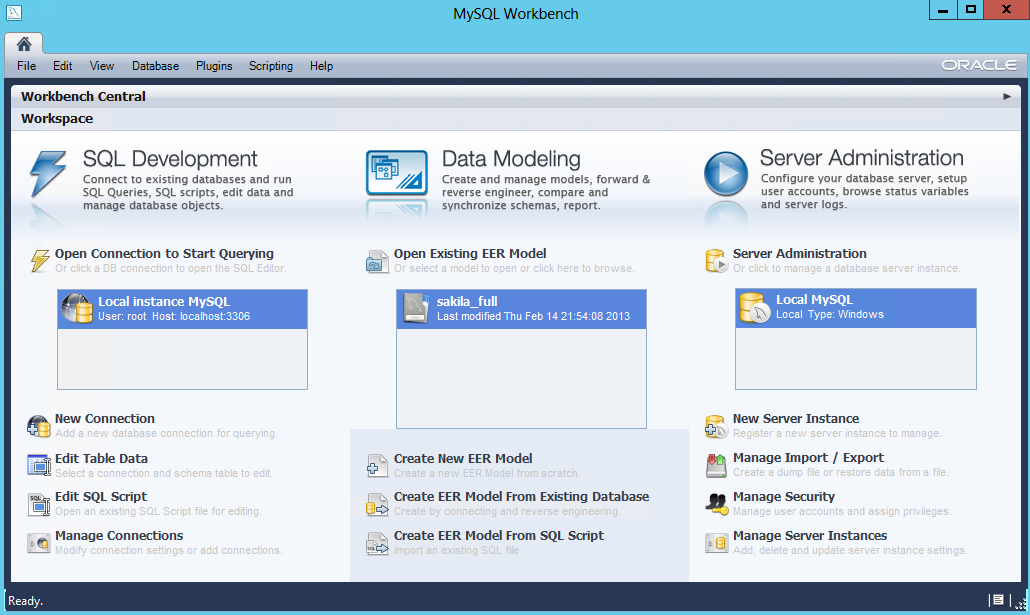 MySQL Workbench
File Edit View Database Plugins Scripting Help
ORACLE
Workbench Central
Workspace
SQL Development
Connect to existing databases and run
SQL Queries, SQL scripts, edit data and
manage database objects.
Open Connection to Start Querying
Or click a DB connection to open the SQL Editor.
Local instance MySQL
User: root Host: localhost:3306
New Connection
Add a new database connection for querying.
Edit Table Data
Select a connection and schema table to edit.
SQL
Edit SQL Script
Open an existing SQL Script file for editing.
Manage Connections
Modify connection settings or add connections.
Data Modeling
Create and manage models, forward &
reverse engineer, compare and
synchronize schemas, report.
Open Existing EER Model
Or select a model to open or click here to browse.
sakila_full
Last modified Thu Feb 14 21:54:08 2013
Create New EER Model
Create a new EER Model from scratch.
Create EER Model From Existing Database
Create by connecting and reverse engineering.
SQL
Create EER Model From SQL Script
Import an existing SQL file.
Server Administration
Configure your database server, setup
user accounts, browse status variables
and server logs.
Server Administration
Or click to manage a database server instance.
Local MySQL
Local Type: Windows
New Server Instance
Register a new server instance to manage.
Manage Import / Export
Create a dump file or restore data from a file.
Manage Security
Manage user accounts and assign privileges.
Manage Server Instances
Add, delete and update server instance settings.
Ready.